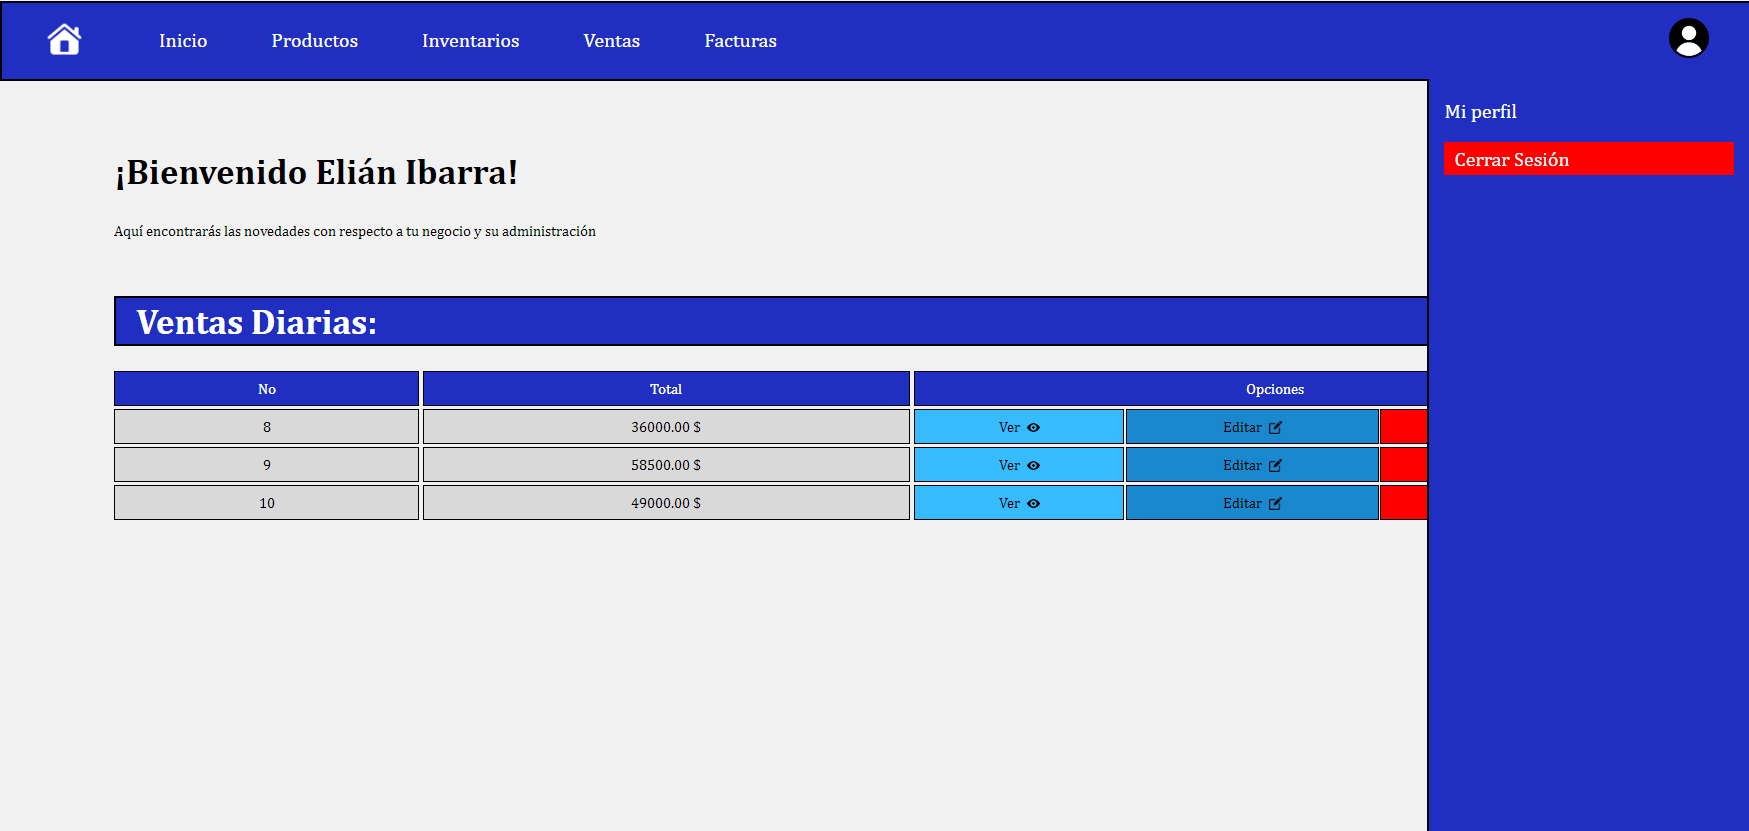 Inicio Productos Inventarios Ventas Facturas
Mi perfil
Cerrar Sesión
¡Bienvenido Elián Ibarra!
Aquí encontrarás las novedades con respecto a tu negocio y su administración
Ventas Diarias:
No Total Opciones
8 36000.00 $ Ver Editar
9 58500.00 $ Ver Editar
10 49000.00 $ Ver Editar